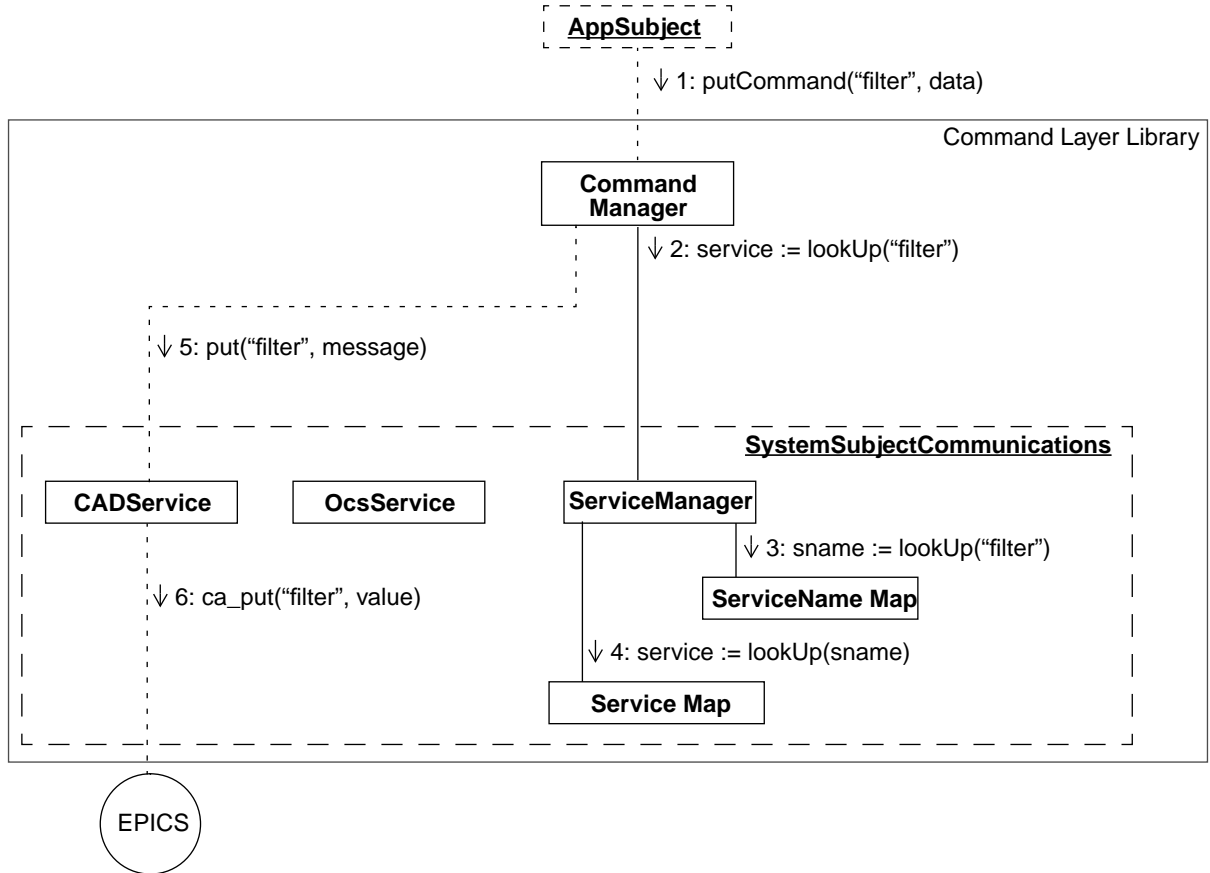 AppSubject
↓ 1: putCommand(“filter”, data)
Command Layer Library
Command
Manager
↓ 2: service := lookUp(“filter”)
↓ 5: put(“filter”, message)
SystemSubjectCommunications
CADService
OcsService
ServiceManager
↓ 3: sname := lookUp(“filter”)
↓ 6: ca_put(“filter”, value)
ServiceName Map
↓ 4: service := lookUp(sname)
Service Map
EPICS